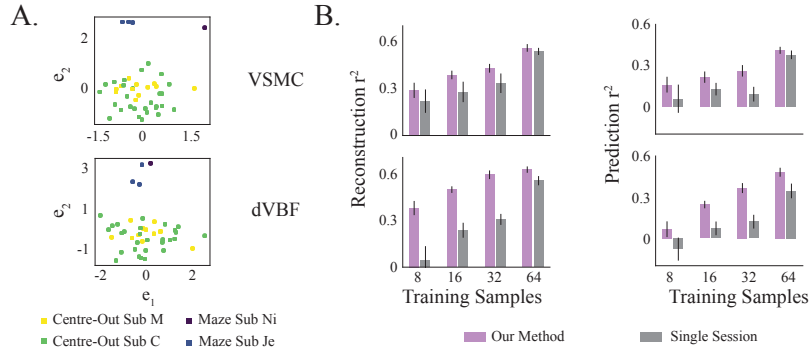 A.
B.
e2
2
0
-1.5
0
1.5
VSMC
e2
3
1
-1
-2
0
2
e1
dVBF
Centre-Out Sub M
Centre-Out Sub C
Maze Sub Ni
Maze Sub Je
Reconstruction r²
0.6
0.3
0.0
0.6
0.3
0.0
8
16
32
64
Training Samples
Prediction r²
0.6
0.3
0
0.6
0.3
0
8
16
32
64
Training Samples
Our Method
Single Session